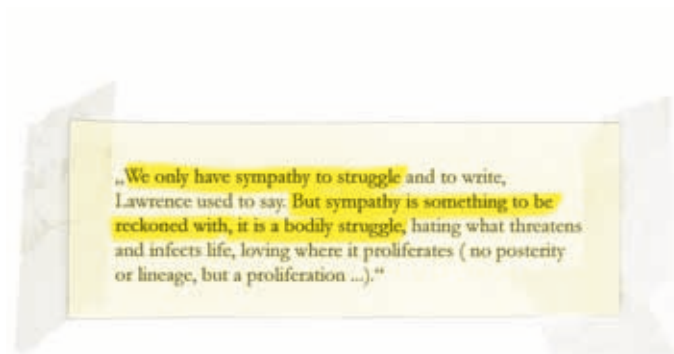 „We only have sympathy to struggle and to write,
Lawrence used to say. But sympathy is something to be
reckoned with, it is a bodily struggle, hating what threatens
and infects life, loving where it proliferates ( no posterity
or lineage, but a proliferation ...).“